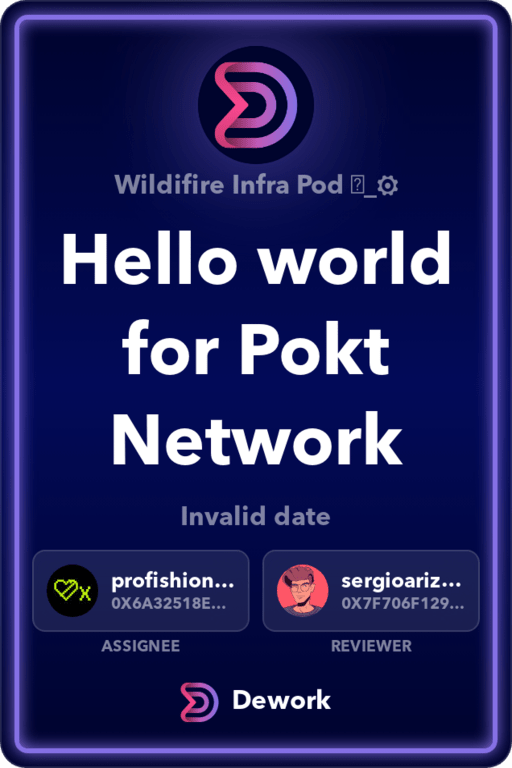 Wildifire Infra Pod �_⚙
Hello world
for Pokt
Network
Invalid date
profishion...
0X6A32518E...
sergioariz...
0X7F706F129...
ASSIGNEE
REVIEWER
Dework